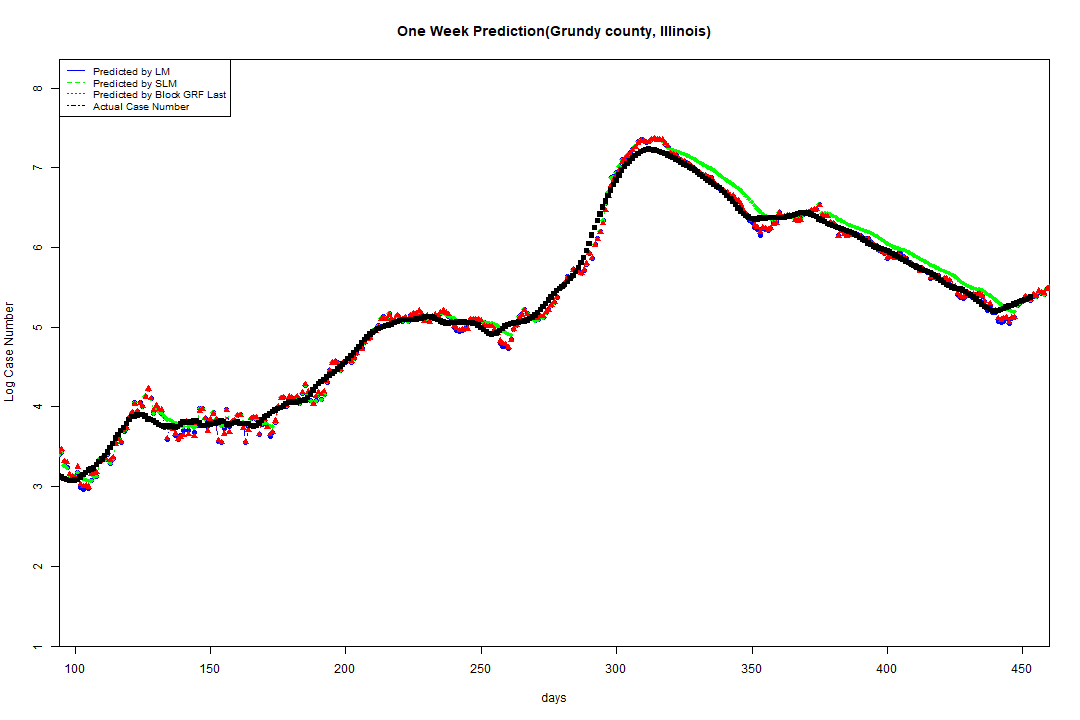 One Week Prediction(Grundy county, Illinois)
Predicted by LM
Predicted by SLM
Predicted by Block GRF Last
Actual Case Number
8
7
6
5
4
3
2
1
Log Case Number
100 150 200 250 300 350 400 450
days